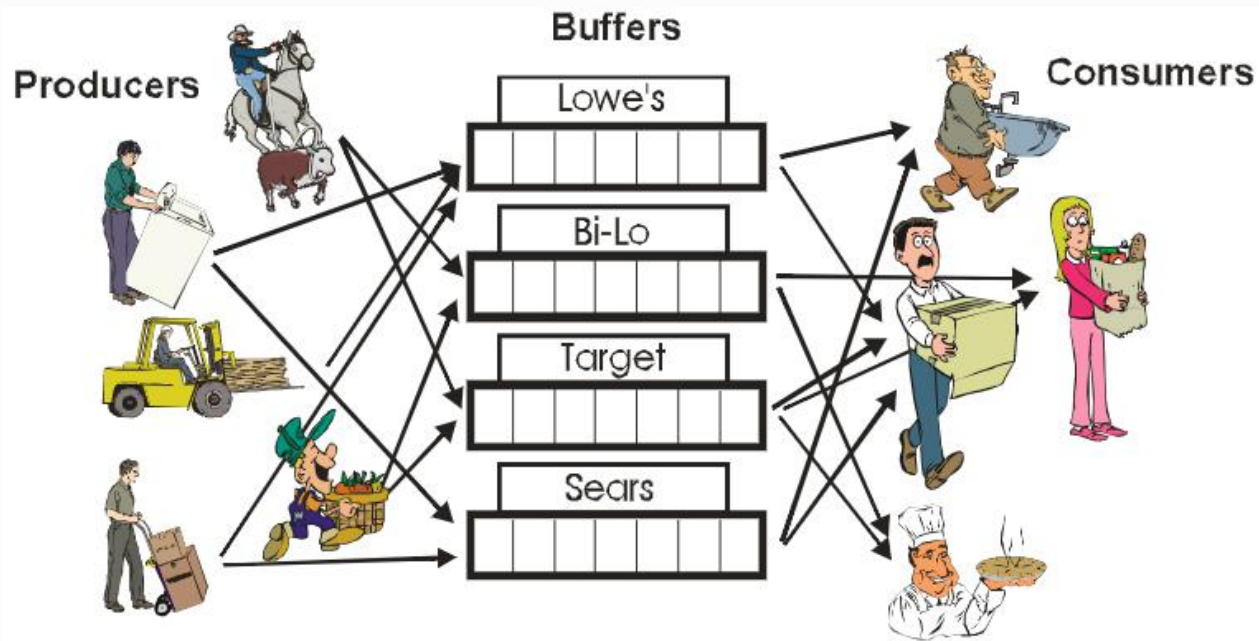 Buffers
Producers
Consumers
Lowe's
Bi-Lo
Target
Sears